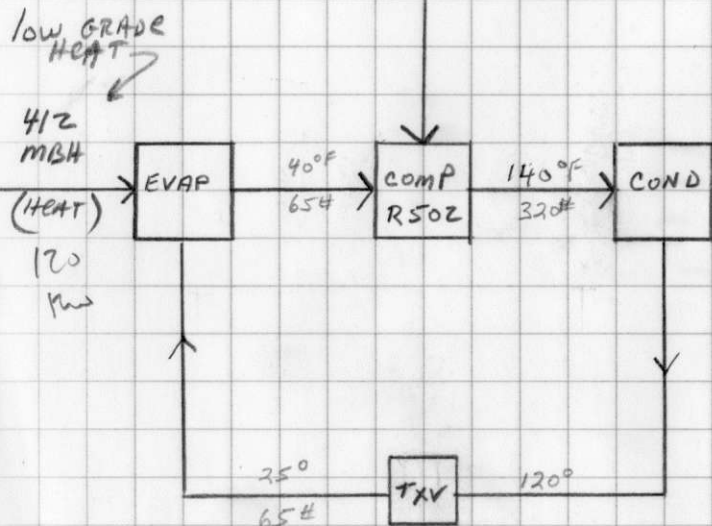 low GRADE
HEAT
412
MBH
(HEAT)
120
kw
EVAP
40°F
65#
COMP
R502
140°F
320#
COND
25°
65#
TXV
120°